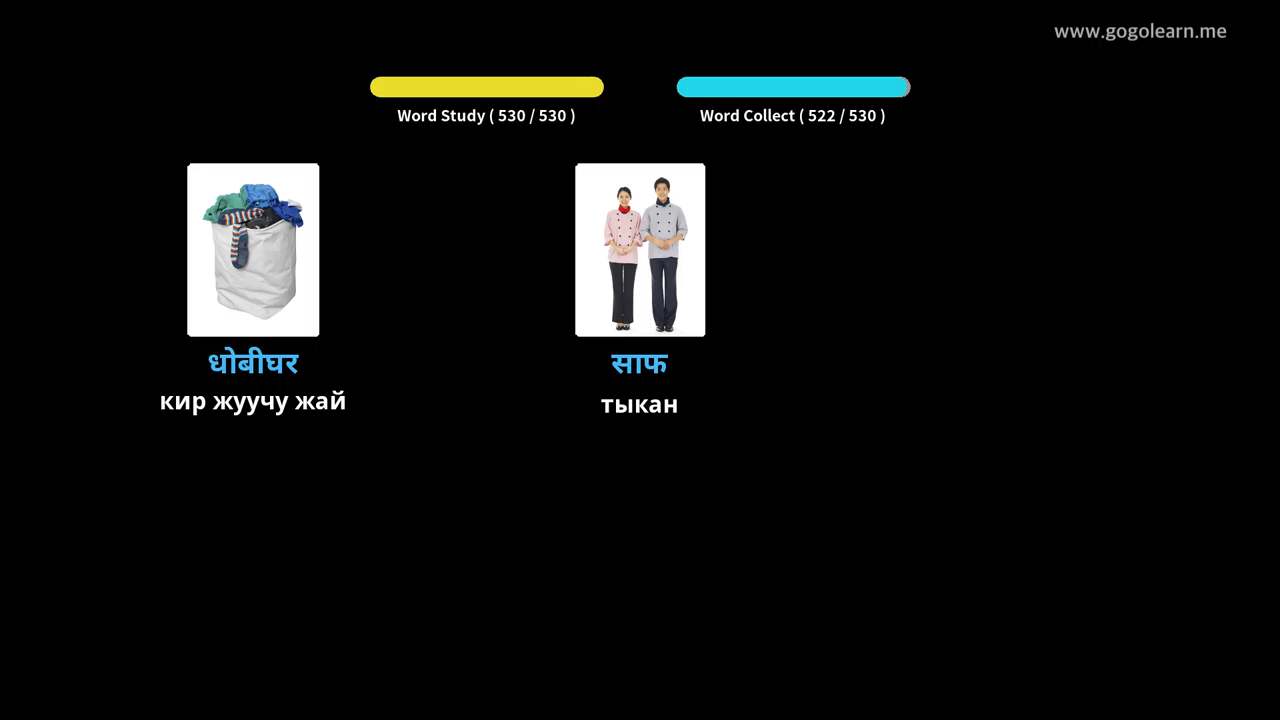 www.gogolearn.me
Word Study ( 530 / 530 )
Word Collect ( 522 / 530 )
धोबीघर
кир жуучу жай
साफ
тыкан